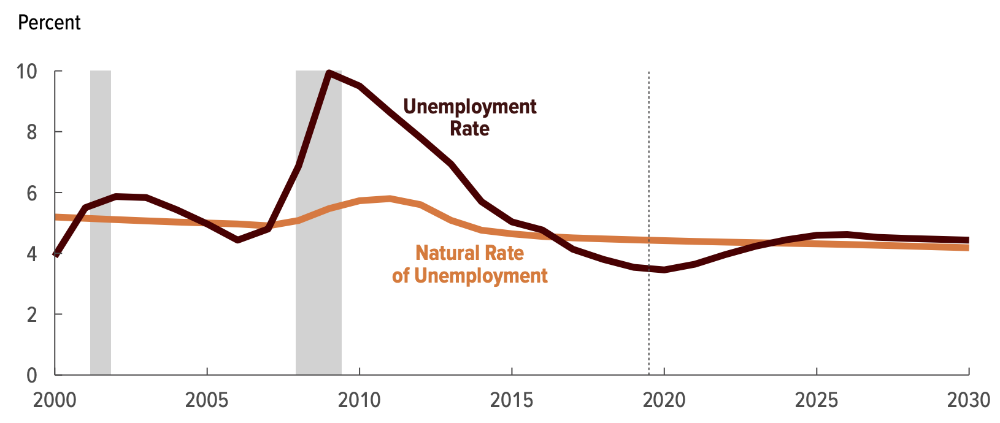 Percent
10
8
6
4
2
0
Unemployment
Rate
Natural Rate
of Unemployment
2000 2005 2010 2015 2020 2025 2030